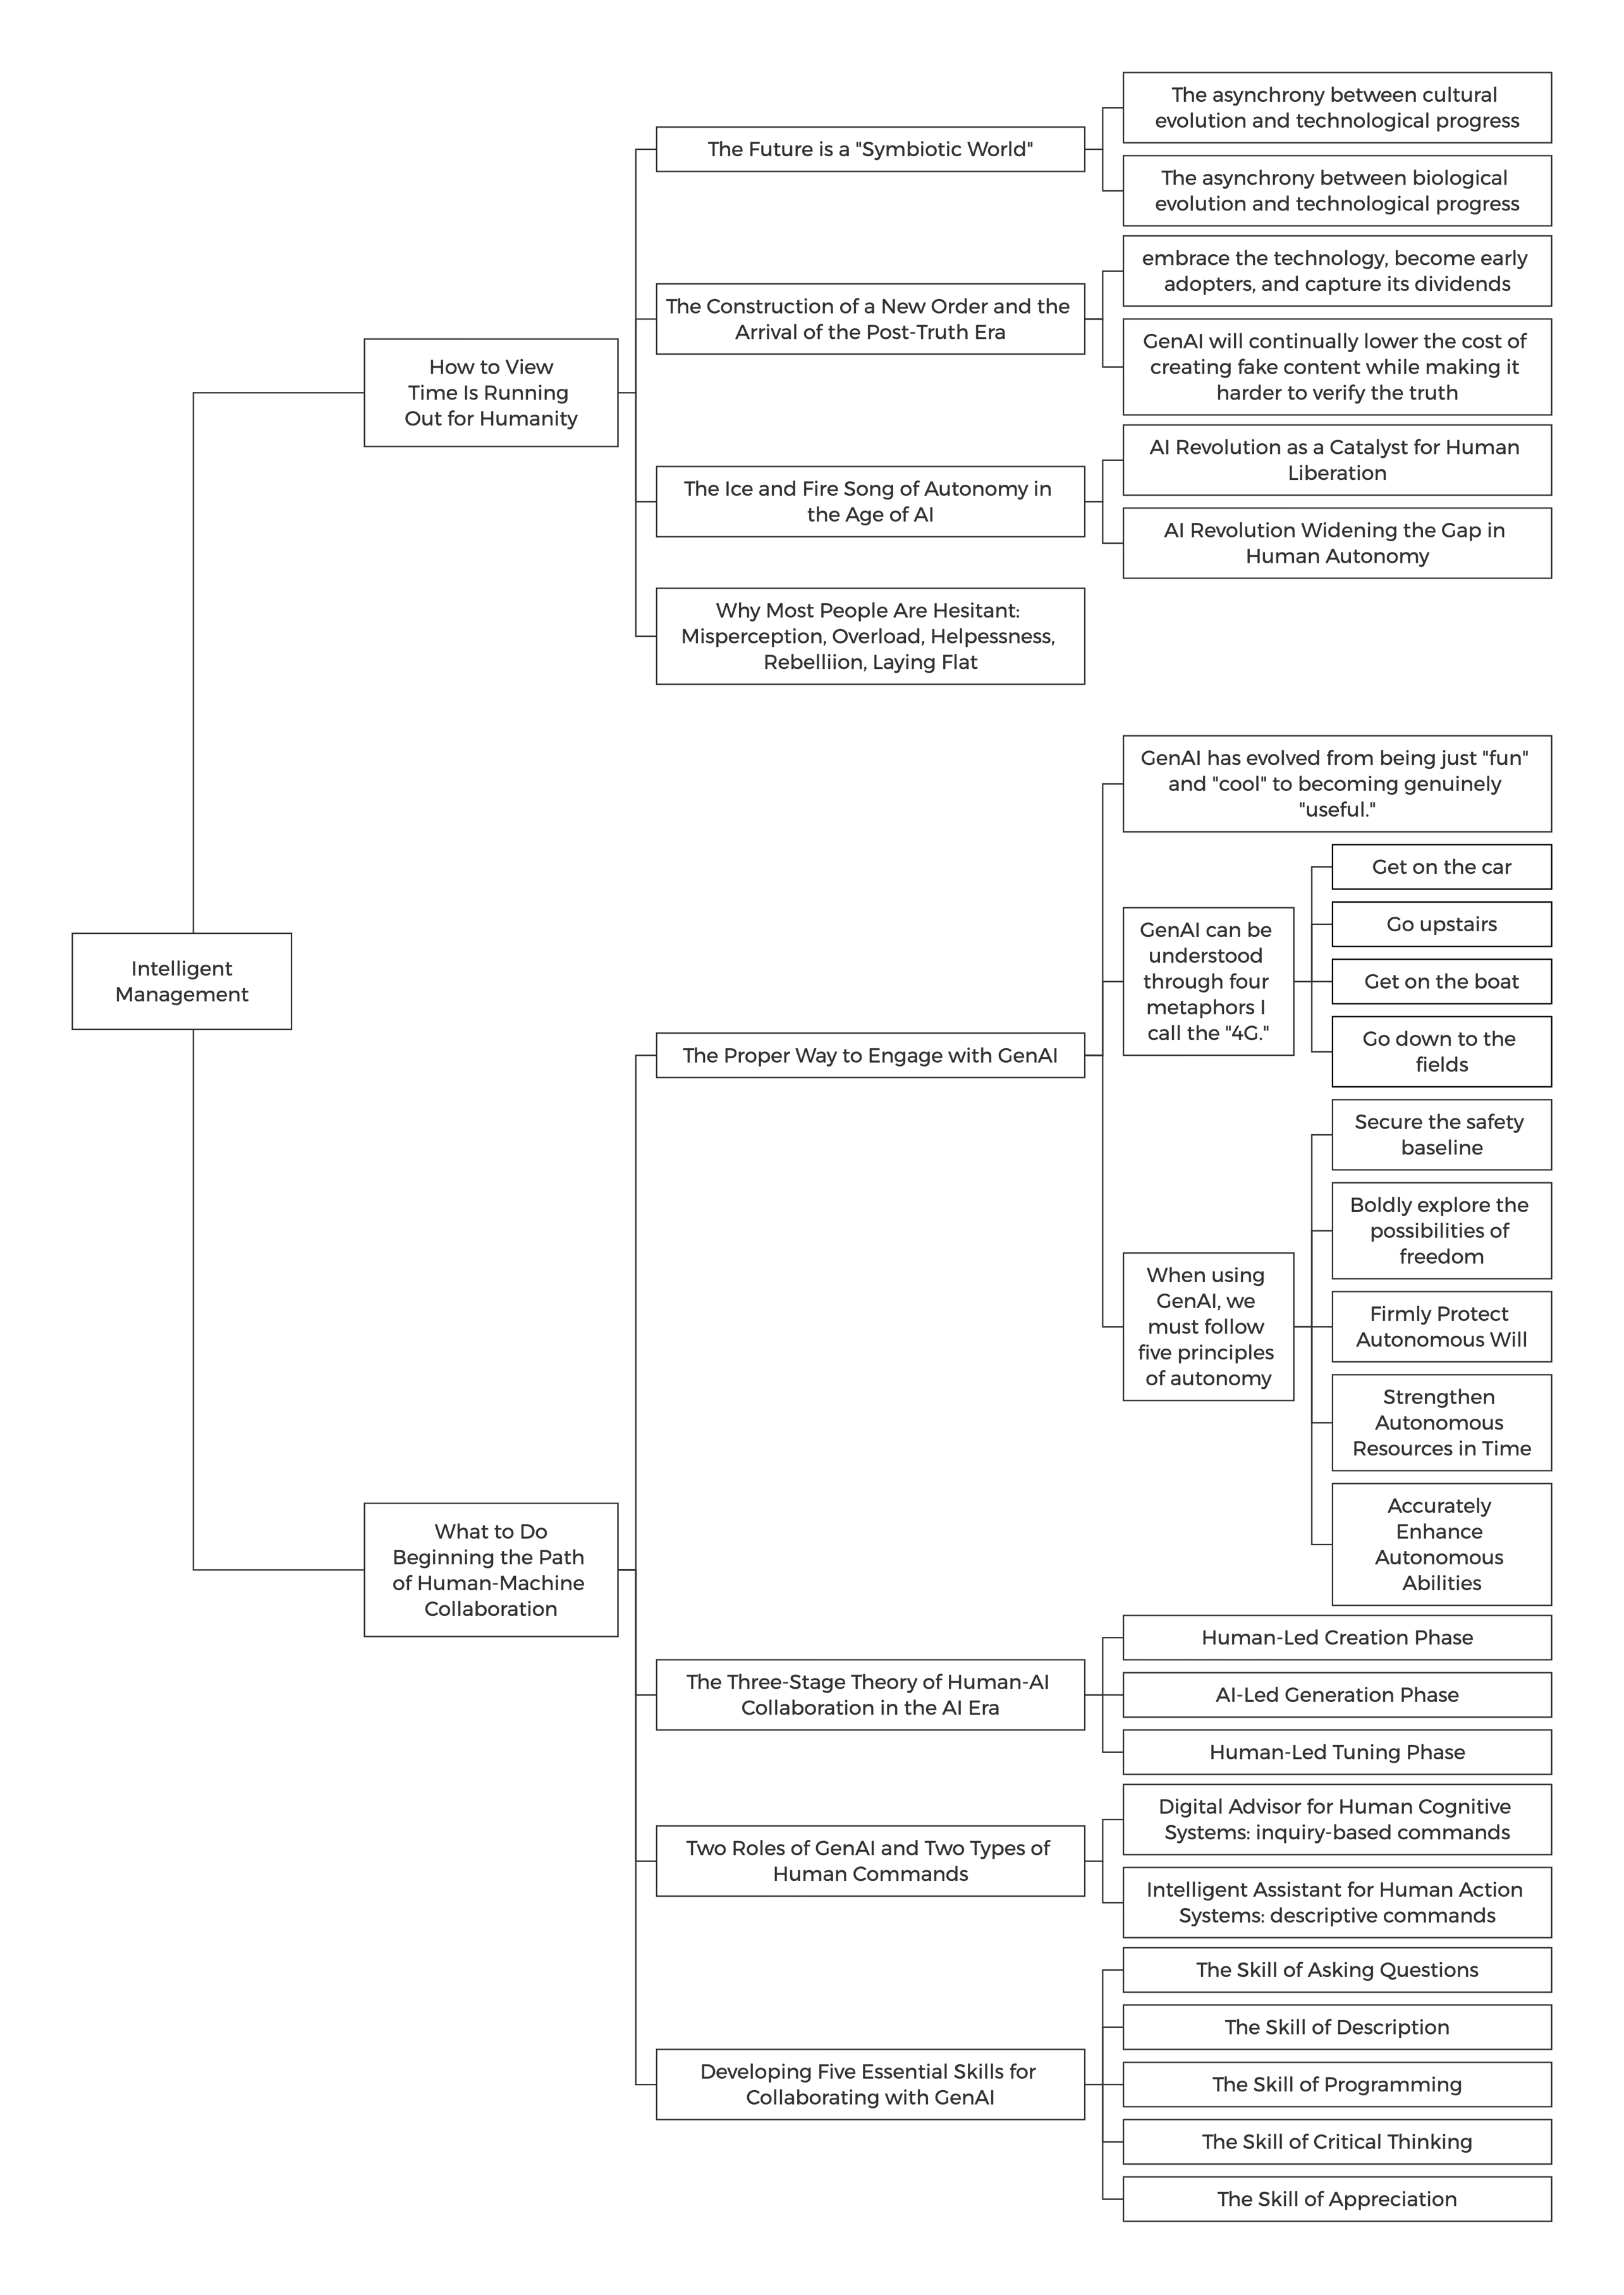 Intelligent
Management
How to View
Time Is Running
Out for Humanity
The Future is a "Symbiotic World"
The asynchrony between cultural
evolution and technological progress
The asynchrony between biological
evolution and technological progress
The Construction of a New Order and the
Arrival of the Post-Truth Era
embrace the technology, become early
adopters, and capture its dividends
GenAI will continually lower the cost of
creating fake content while making it
harder to verify the truth
The Ice and Fire Song of Autonomy in
the Age of AI
AI Revolution as a Catalyst for Human
Liberation
AI Revolution Widening the Gap in
Human Autonomy
Why Most People Are Hesitant:
Misperception, Overload, Helpessness,
Rebelliion, Laying Flat
What to Do
Beginning the Path
of Human-Machine
Collaboration
The Proper Way to Engage with GenAI
GenAI has evolved from being just "fun"
and "cool" to becoming genuinely
"useful."
GenAI can be
understood
through four
metaphors I
call the "4G."
Get on the car
Go upstairs
Get on the boat
Go down to the
fields
When using
GenAI, we
must follow
five principles
of autonomy
Secure the safety
baseline
Boldly explore the
possibilities of
freedom
Firmly Protect
Autonomous Will
Strengthen
Autonomous
Resources in Time
Accurately
Enhance
Autonomous
Abilities
The Three-Stage Theory of Human-AI
Collaboration in the AI Era
Human-Led Creation Phase
AI-Led Generation Phase
Human-Led Tuning Phase
Two Roles of GenAI and Two Types of
Human Commands
Digital Advisor for Human Cognitive
Systems: inquiry-based commands
Intelligent Assistant for Human Action
Systems: descriptive commands
Developing Five Essential Skills for
Collaborating with GenAI
The Skill of Asking Questions
The Skill of Description
The Skill of Programming
The Skill of Critical Thinking
The Skill of Appreciation